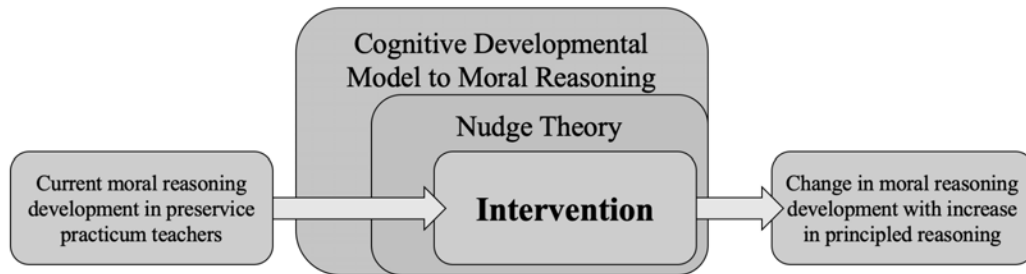 Cognitive Developmental
Model to Moral Reasoning
Nudge Theory
Current moral reasoning
development in preservice
practicum teachers
Intervention
Change in moral reasoning
development with increase
in principled reasoning